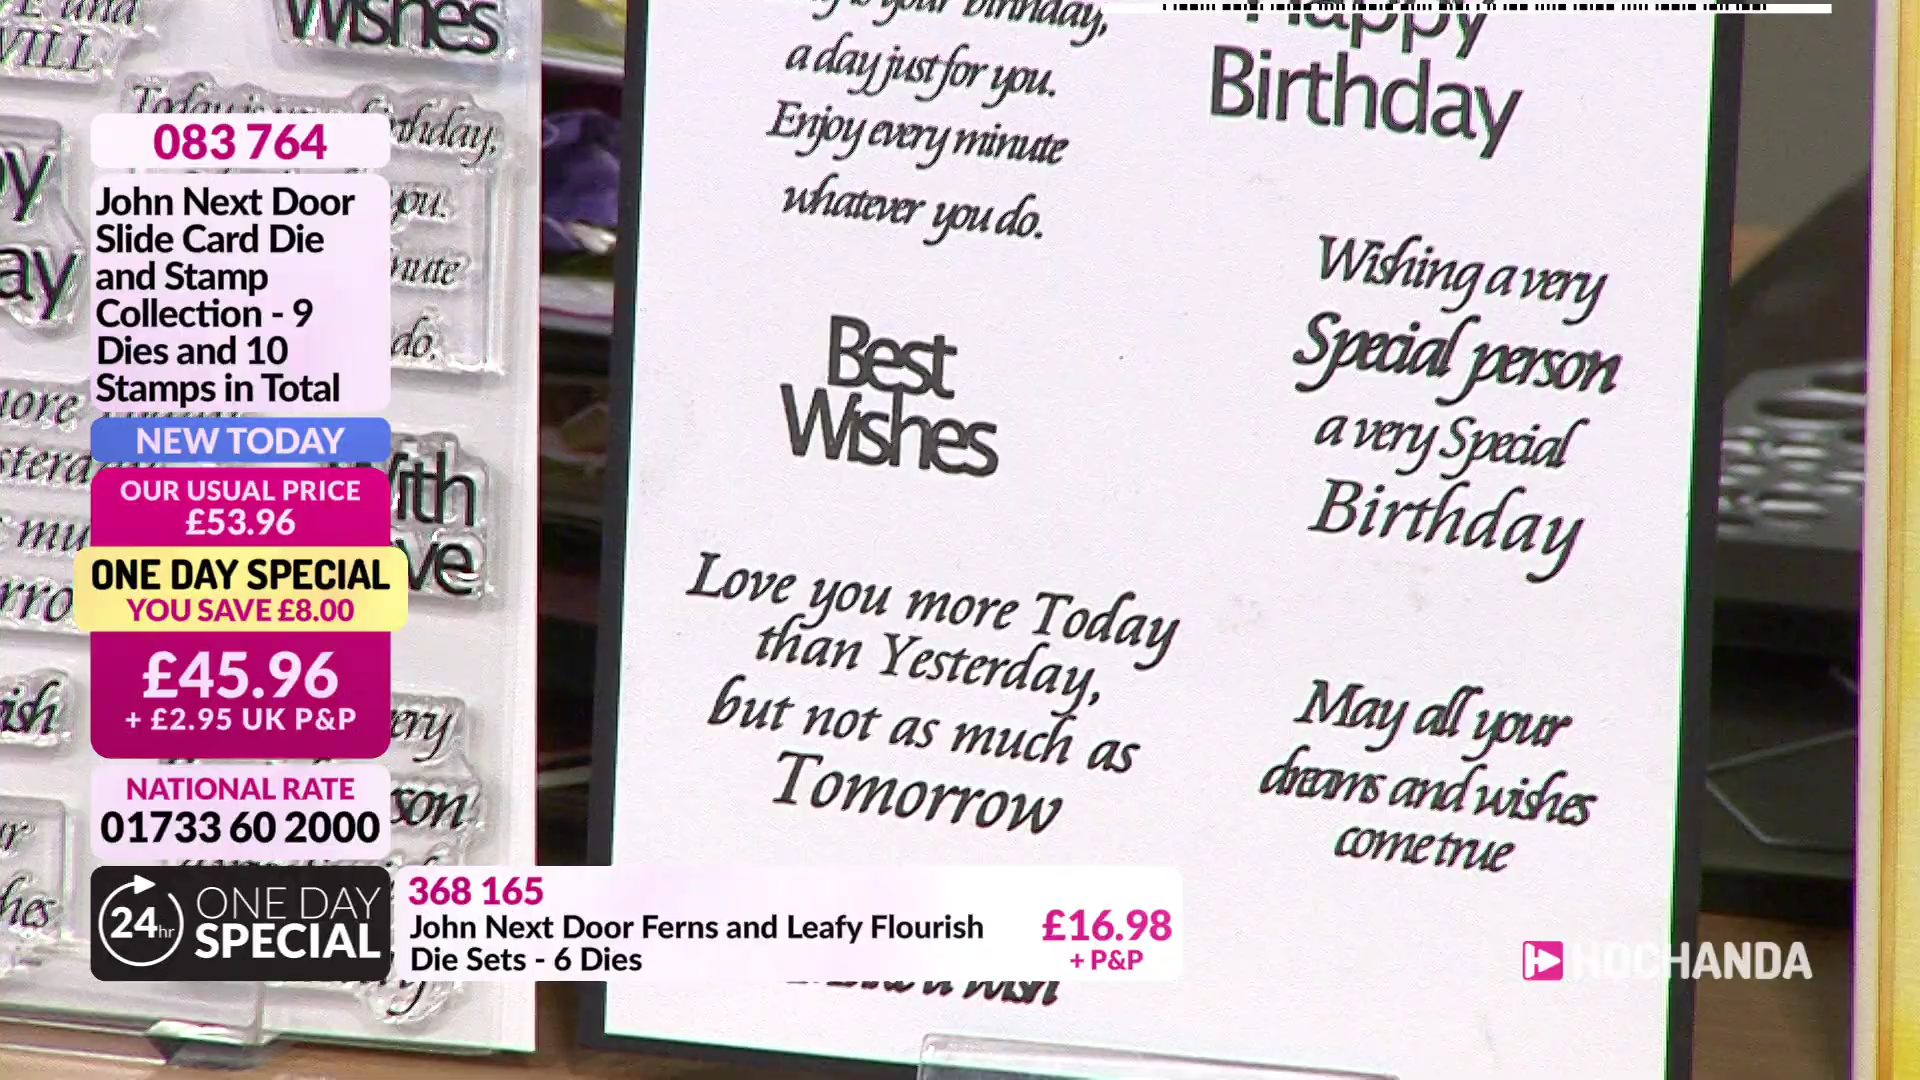 Wishes
083 764
John Next Door
Slide Card Die
and Stamp
Collection - 9
Dies and 10
Stamps in Total
NEW TODAY
OUR USUAL PRICE
£53.96
ONE DAY SPECIAL
YOU SAVE £8.00
£45.96
+ £2.95 UK P&P
NATIONAL RATE
01733 60 2000
24hr
ONE DAY
SPECIAL
368 165
John Next Door Ferns and Leafy Flourish
Die Sets - 6 Dies
£16.98
+ P&P
your birthday,
a day just for you.
Enjoy every minute
whatever you do.
Happy
Birthday
Best
Wishes
Wishing a very
Special person
a very Special
Birthday
Love you more Today
than Yesterday,
but not as much as
Tomorrow
May all your
dreams and wishes
come true
HOCHANDA